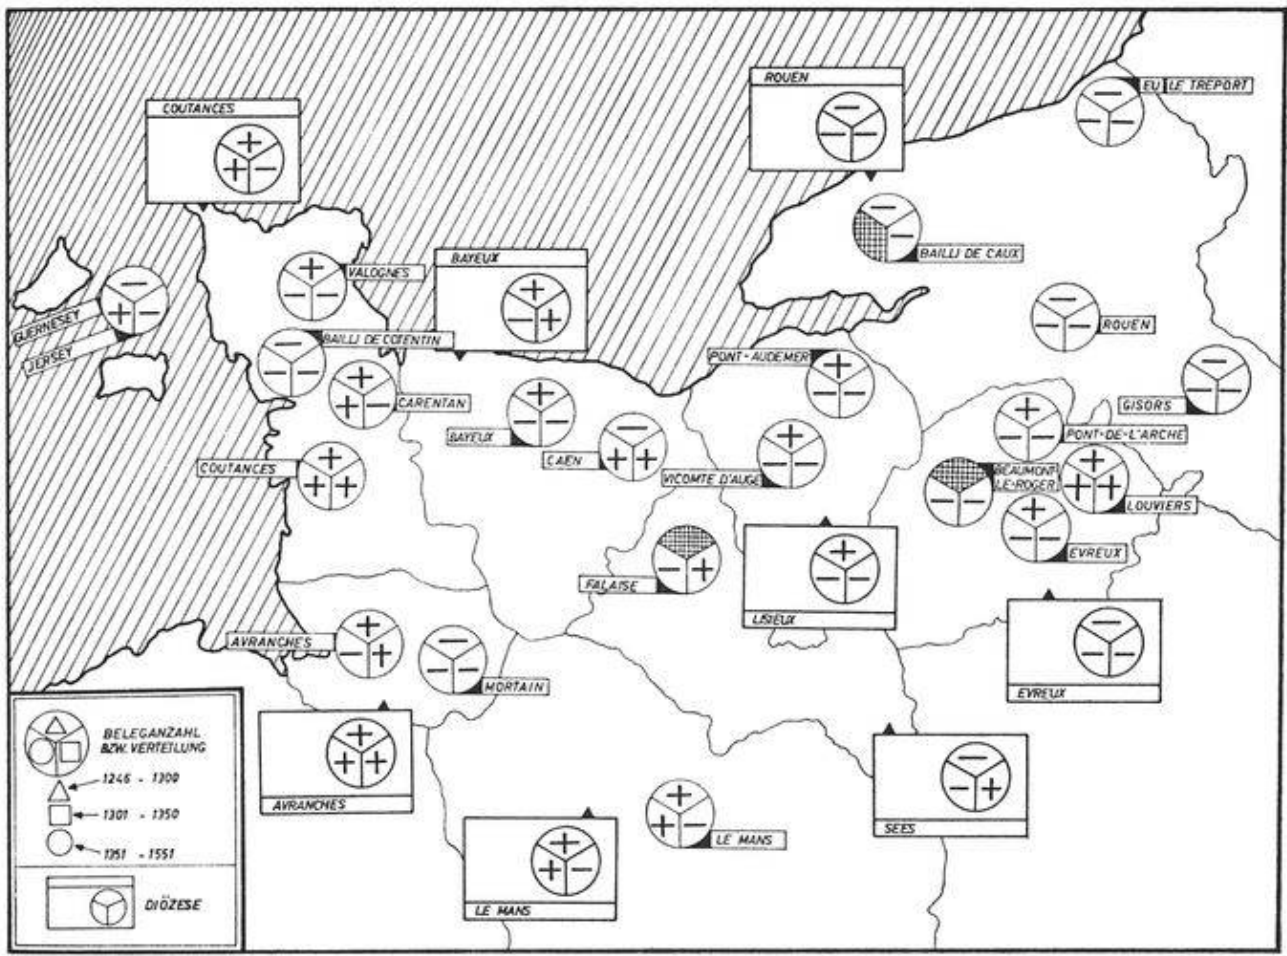 ROUEN
EU LE TREPORT
COUTANCES
BAYEUX
BAILLJ DE CAUX
VALOGNES
GUERNESEY
JERSEY
BAILLJ DE COTENTIN
ROUEN
PONT-AUDEMER
CARENTAN
GISORS
BAYEUX
PONT-DE-L'ARCHE
CAEN
COUTANCES
VICOMTE D'AUGE
BEAUMONT-
LE-ROGER
LOUVIERS
EVREUX
FALAISE
LISIEUX
AVRANCHES
MORTAIN
EVREUX
BELEGANZAHL
BZW. VERTEILUNG
1246 - 1300
1301 - 1350
1351 - 1551
DIÖZESE
AVRANCHES
SEES
LE MANS
LE MANS